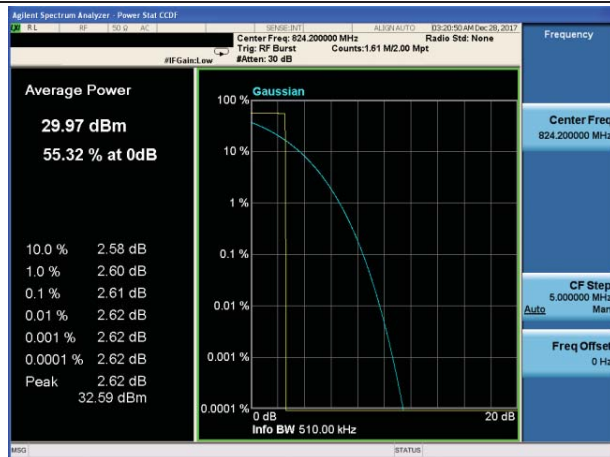 Agilent Spectrum Analyzer - Power Stat CCDF
RL RF 50 Ω AC SENSE:INT ALIGN AUTO 03:20:50 AM Dec 28, 2017
Center Freq: 824.200000 MHz Radio Std: None
Trig: RF Burst Counts:1.61 M/2.00 Mpt
#IFGain:Low #Atten: 30 dB
Frequency
Average Power
29.97 dBm
55.32 % at 0dB
10.0 % 2.58 dB
1.0 % 2.60 dB
0.1 % 2.61 dB
0.01 % 2.62 dB
0.001 % 2.62 dB
0.0001 % 2.62 dB
Peak 2.62 dB
32.59 dBm
Gaussian
100 %
10 %
1 %
0.1 %
0.01 %
0.001 %
0.0001 %
0 dB 20 dB
Info BW 510.00 kHz
Center Freq
824.200000 MHz
CF Step
5.000000 MHz
Auto Man
Freq Offset
0 Hz
MSG STATUS